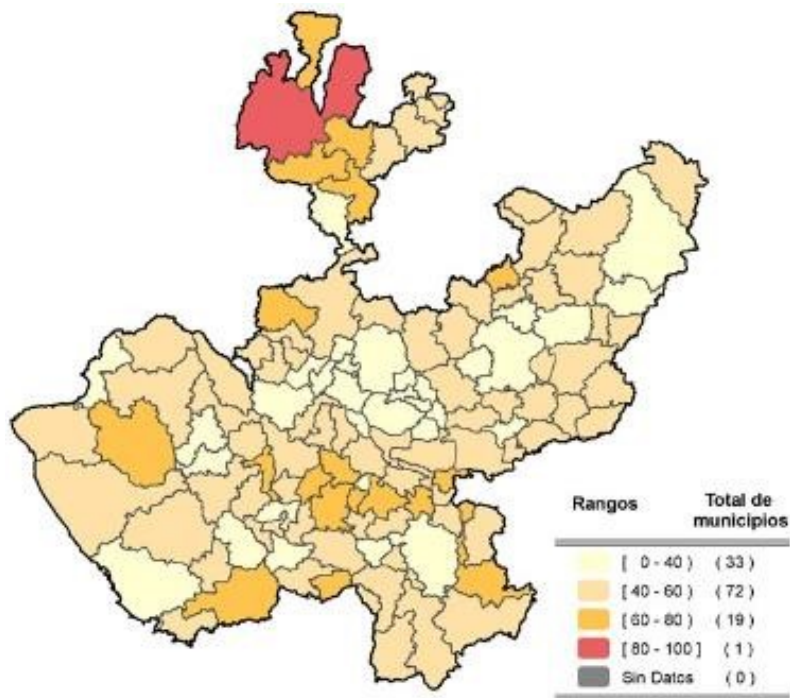 Rangos Total de municipios
[ 0 - 40 ) ( 33 )
[ 40 - 60 ) ( 72 )
[ 60 - 80 ) ( 19 )
[ 80 - 100 ] ( 1 )
Sin Datos ( 0 )